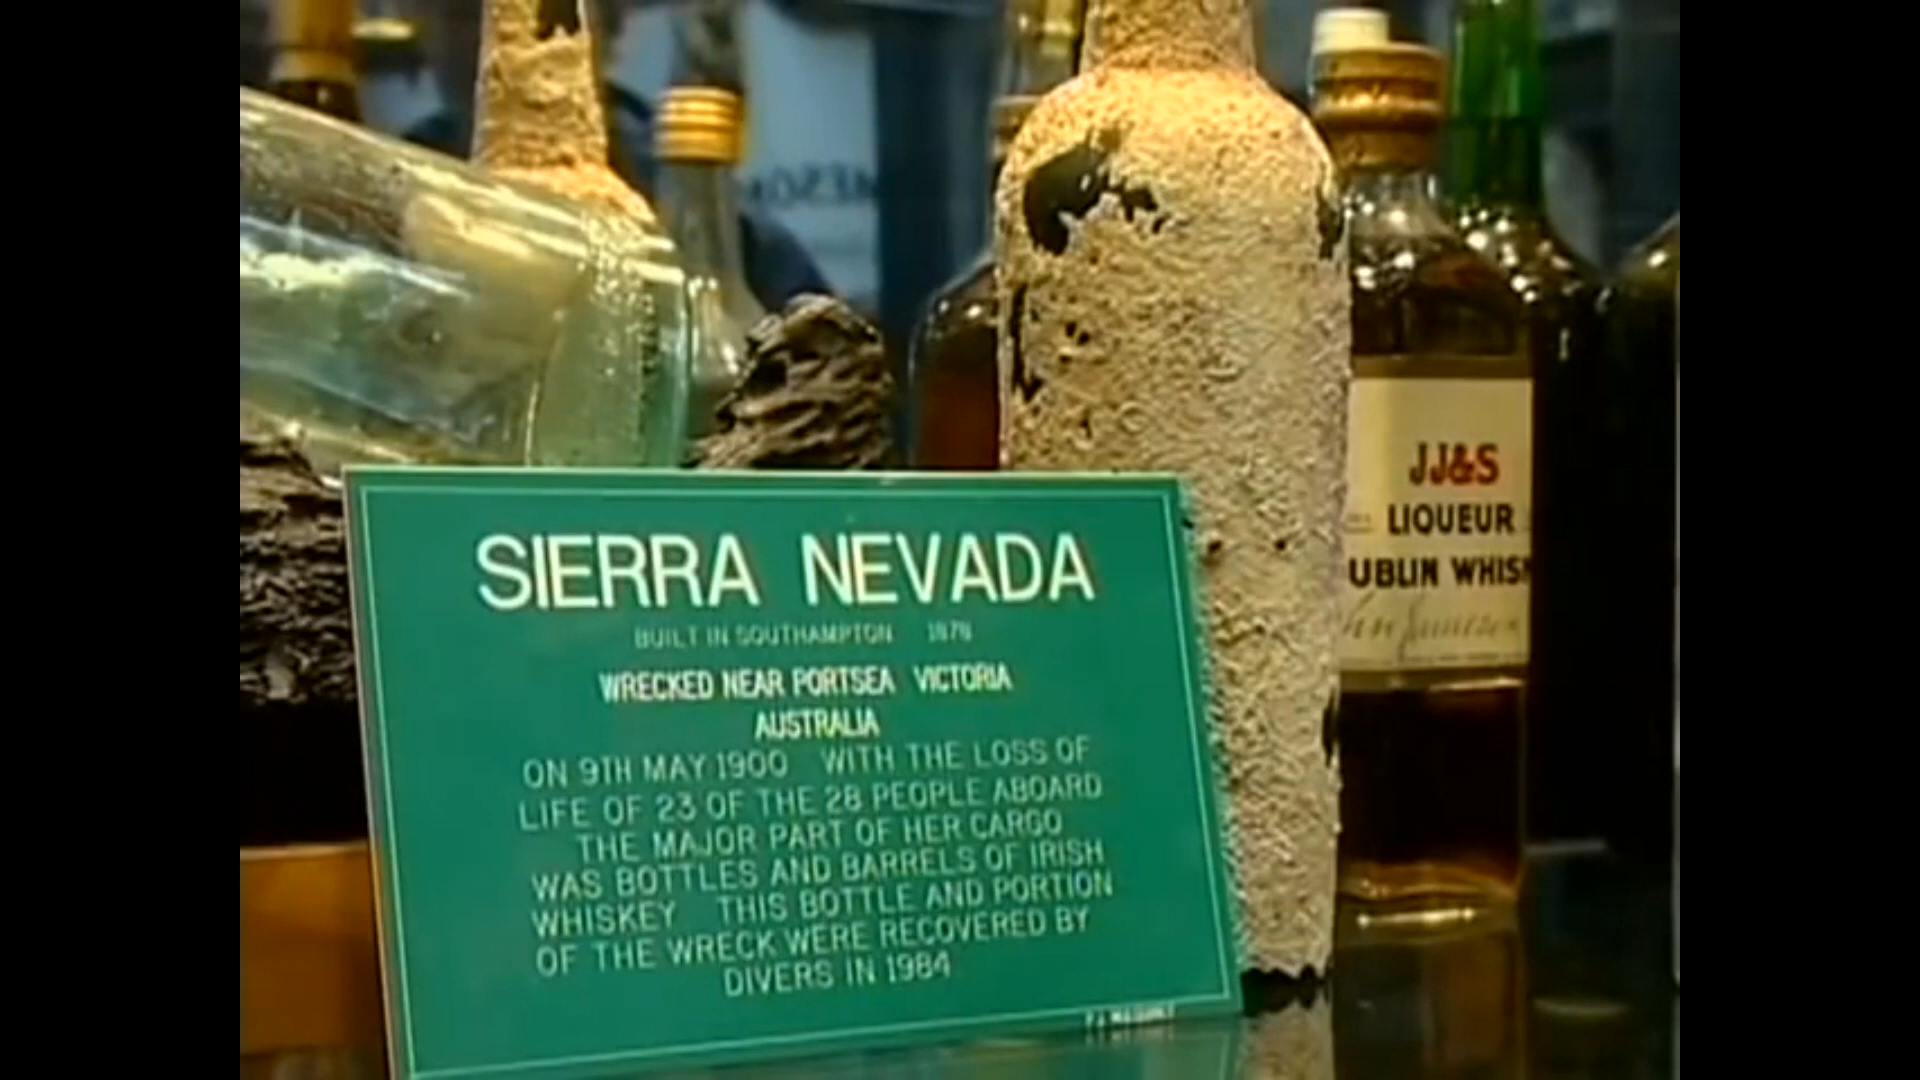 SIERRA NEVADA
BUILT IN SOUTHAMPTON
WRECKED NEAR PORTSEA VICTORIA
AUSTRALIA
ON 9TH MAY 1900 WITH THE LOSS OF
LIFE OF 23 OF THE 28 PEOPLE ABOARD
THE MAJOR PART OF HER CARGO
WAS BOTTLES AND BARRELS OF IRISH
WHISKEY THIS BOTTLE AND PORTION
OF THE WRECK WERE RECOVERED BY
DIVERS IN 1984
JJ&S
LIQUEUR
UBLIN WHIS